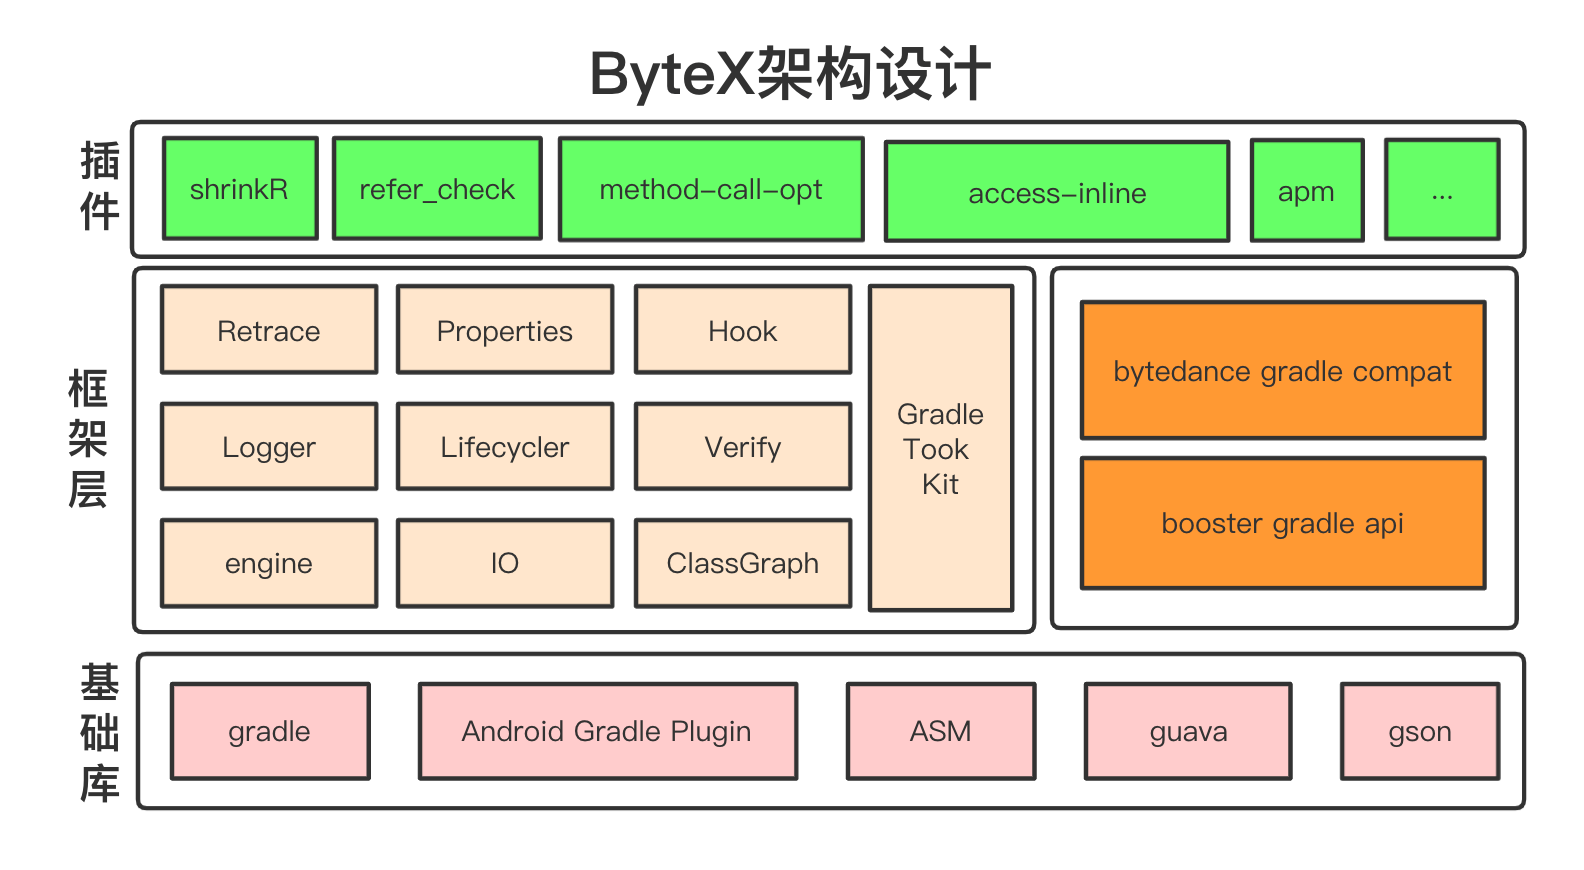 ByteX架构设计
插件
shrinkR
refer_check
method-call-opt
access-inline
apm
...
框架层
Retrace
Properties
Hook
Logger
Lifecycler
Verify
engine
IO
ClassGraph
Gradle
Took
Kit
bytedance gradle compat
booster gradle api
基础库
gradle
Android Gradle Plugin
ASM
guava
gson